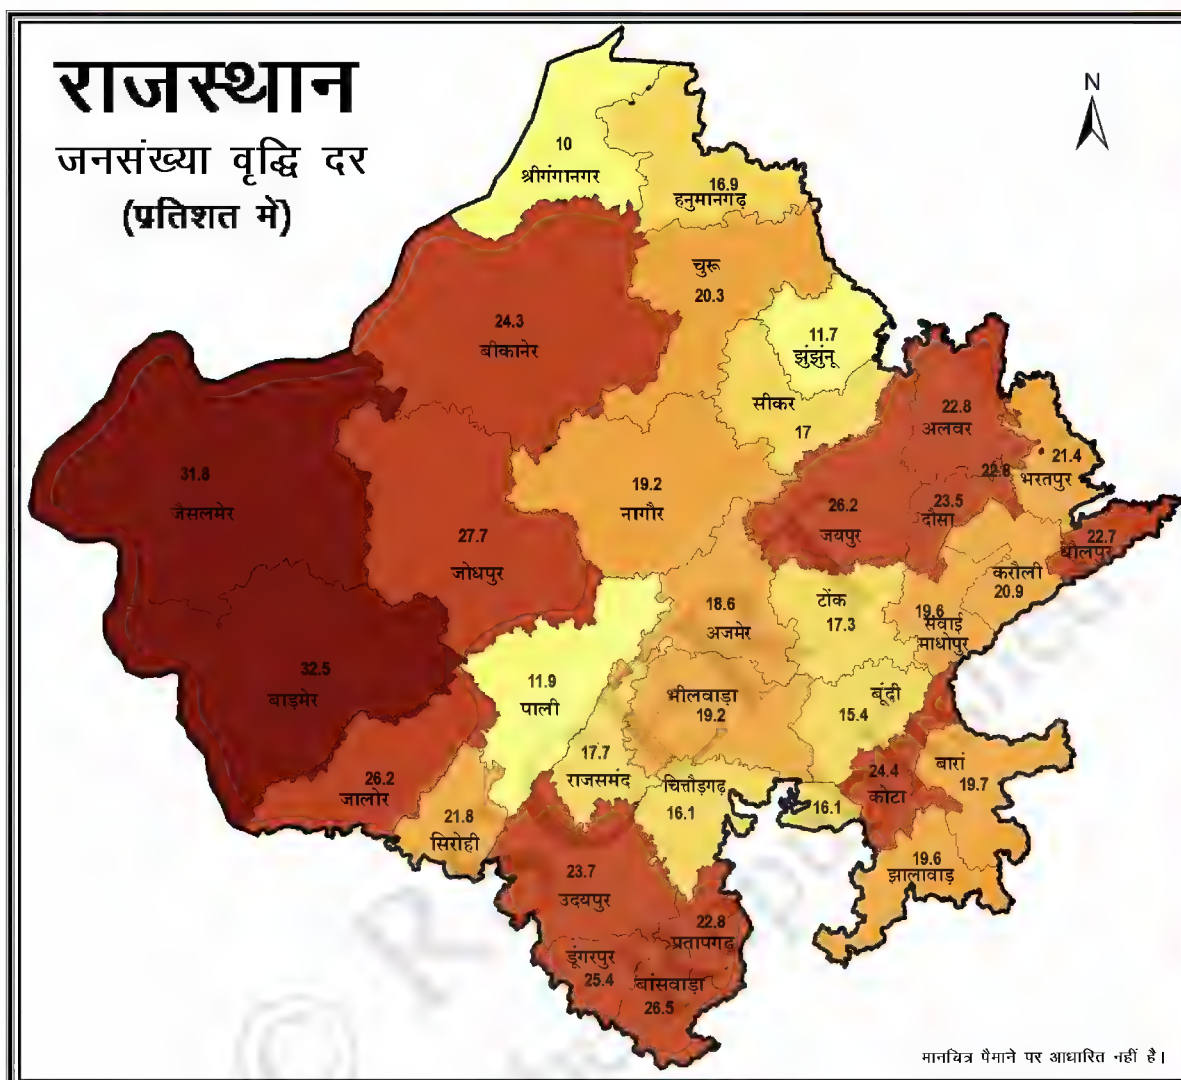 राजस्थान
जनसंख्या वृद्धि दर
(प्रतिशत में)
N
10
श्रीगंगानगर
16.9
हनुमानगढ़
चुरू
20.3
24.3
बीकानेर
11.7
झुंझुंनू
सीकर
17
22.8
अलवर
31.8
जैसलमेर
19.2
नागौर
26.2
जयपुर
22.8
23.5
दौसा
21.4
भरतपुर
27.7
जोधपुर
22.7
धौलपुर
करौली
20.9
18.6
अजमेर
टोंक
17.3
19.6
सवाई
माधोपुर
32.5
बाड़मेर
11.9
पाली
भीलवाड़ा
19.2
बूंदी
15.4
26.2
जालोर
17.7
राजसमंद
चित्तौड़गढ़
16.1
16.1
24.4
कोटा
बारां
19.7
21.8
सिरोही
19.6
झालावाड़
23.7
उदयपुर
22.8
प्रतापगढ़
डूंगरपुर
25.4
बांसवाड़ा
26.5
मानचित्र पैमाने पर आधारित नहीं है।